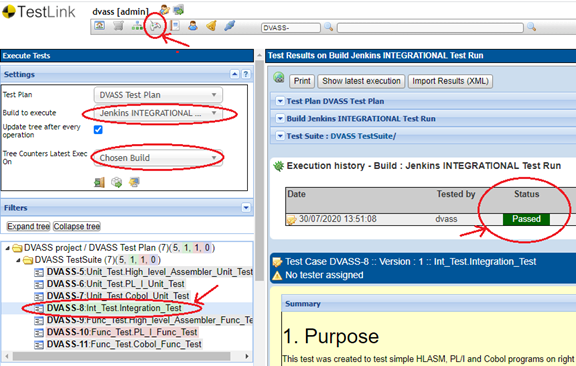 TestLink
dvass [admin]
DVASS-
Execute Tests
Settings
Test Plan
DVASS Test Plan
Build to execute
Jenkins INTEGRATIONAL ...
Update tree after every
operation
Tree Counters Latest Exec
On
Chosen Build
Filters
Expand tree
Collapse tree
DVASS project / DVASS Test Plan (7)(5, 1, 1, 0 )
DVASS TestSuite (7)(5, 1, 1, 0 )
DVASS-5:Unit_Test.High_level_Assembler_Unit_Test
DVASS-6:Unit_Test.PL_I_Unit_Test
DVASS-7:Unit_Test.Cobol_Unit_Test
DVASS-8:Int_Test.Integration_Test
DVASS-9:Func_Test.High_level_Assembler_Func_Tes
DVASS-10:Func_Test.PL_I_Func_Test
DVASS-11:Func_Test.Cobol_Func_Test
Test Results on Build Jenkins INTEGRATIONAL Test Run
Print
Show latest execution
Import Results (XML)
Test Plan DVASS Test Plan
Build Jenkins INTEGRATIONAL Test Run
Test Suite : DVASS TestSuite/
Execution history - Build : Jenkins INTEGRATIONAL Test Run
Date
Tested by
Status
30/07/2020 13:51:08
dvass
Passed
Test Case DVASS-8 :: Version : 1 :: Int_Test.Integration_Test
No tester assigned
Summary
1. Purpose
This test was created to test simple HLASM, PL/I and Cobol programs on right